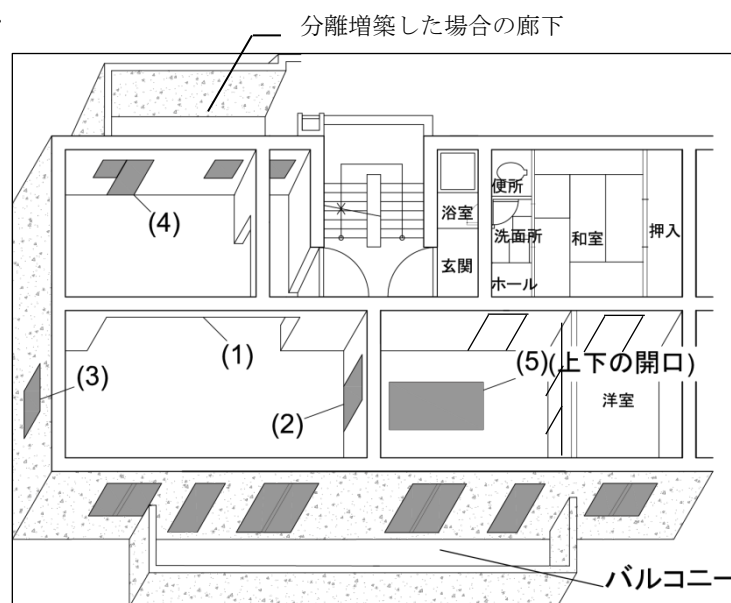 分離増築した場合の廊下
便所
浴室
洗面所
和室
押入
(4)
玄関
ホール
(1)
(3)
(2)
(5)(上下の開口)
洋室
バルコニー